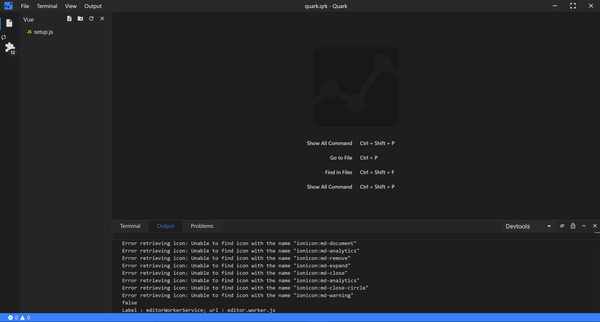 File Terminal View Output
quark.qrk - Quark
Vue
JS setup.js
12
Show All Command Ctrl + Shift + P
Go to File Ctrl + P
Find in Files Ctrl + Shift + F
Show All Command Ctrl + Shift + P
Terminal Output Problems Devtools
Error retrieving icon: Unable to find icon with the name "ionicon:md-document"
Error retrieving icon: Unable to find icon with the name "ionicon:md-analytics"
Error retrieving icon: Unable to find icon with the name "ionicon:md-remove"
Error retrieving icon: Unable to find icon with the name "ionicon:md-expand"
Error retrieving icon: Unable to find icon with the name "ionicon:md-close"
Error retrieving icon: Unable to find icon with the name "ionicon:md-analytics"
Error retrieving icon: Unable to find icon with the name "ionicon:md-close-circle"
Error retrieving icon: Unable to find icon with the name "ionicon:md-warning"
false
Label : editorWorkerService; url : editor.worker.js
0 0